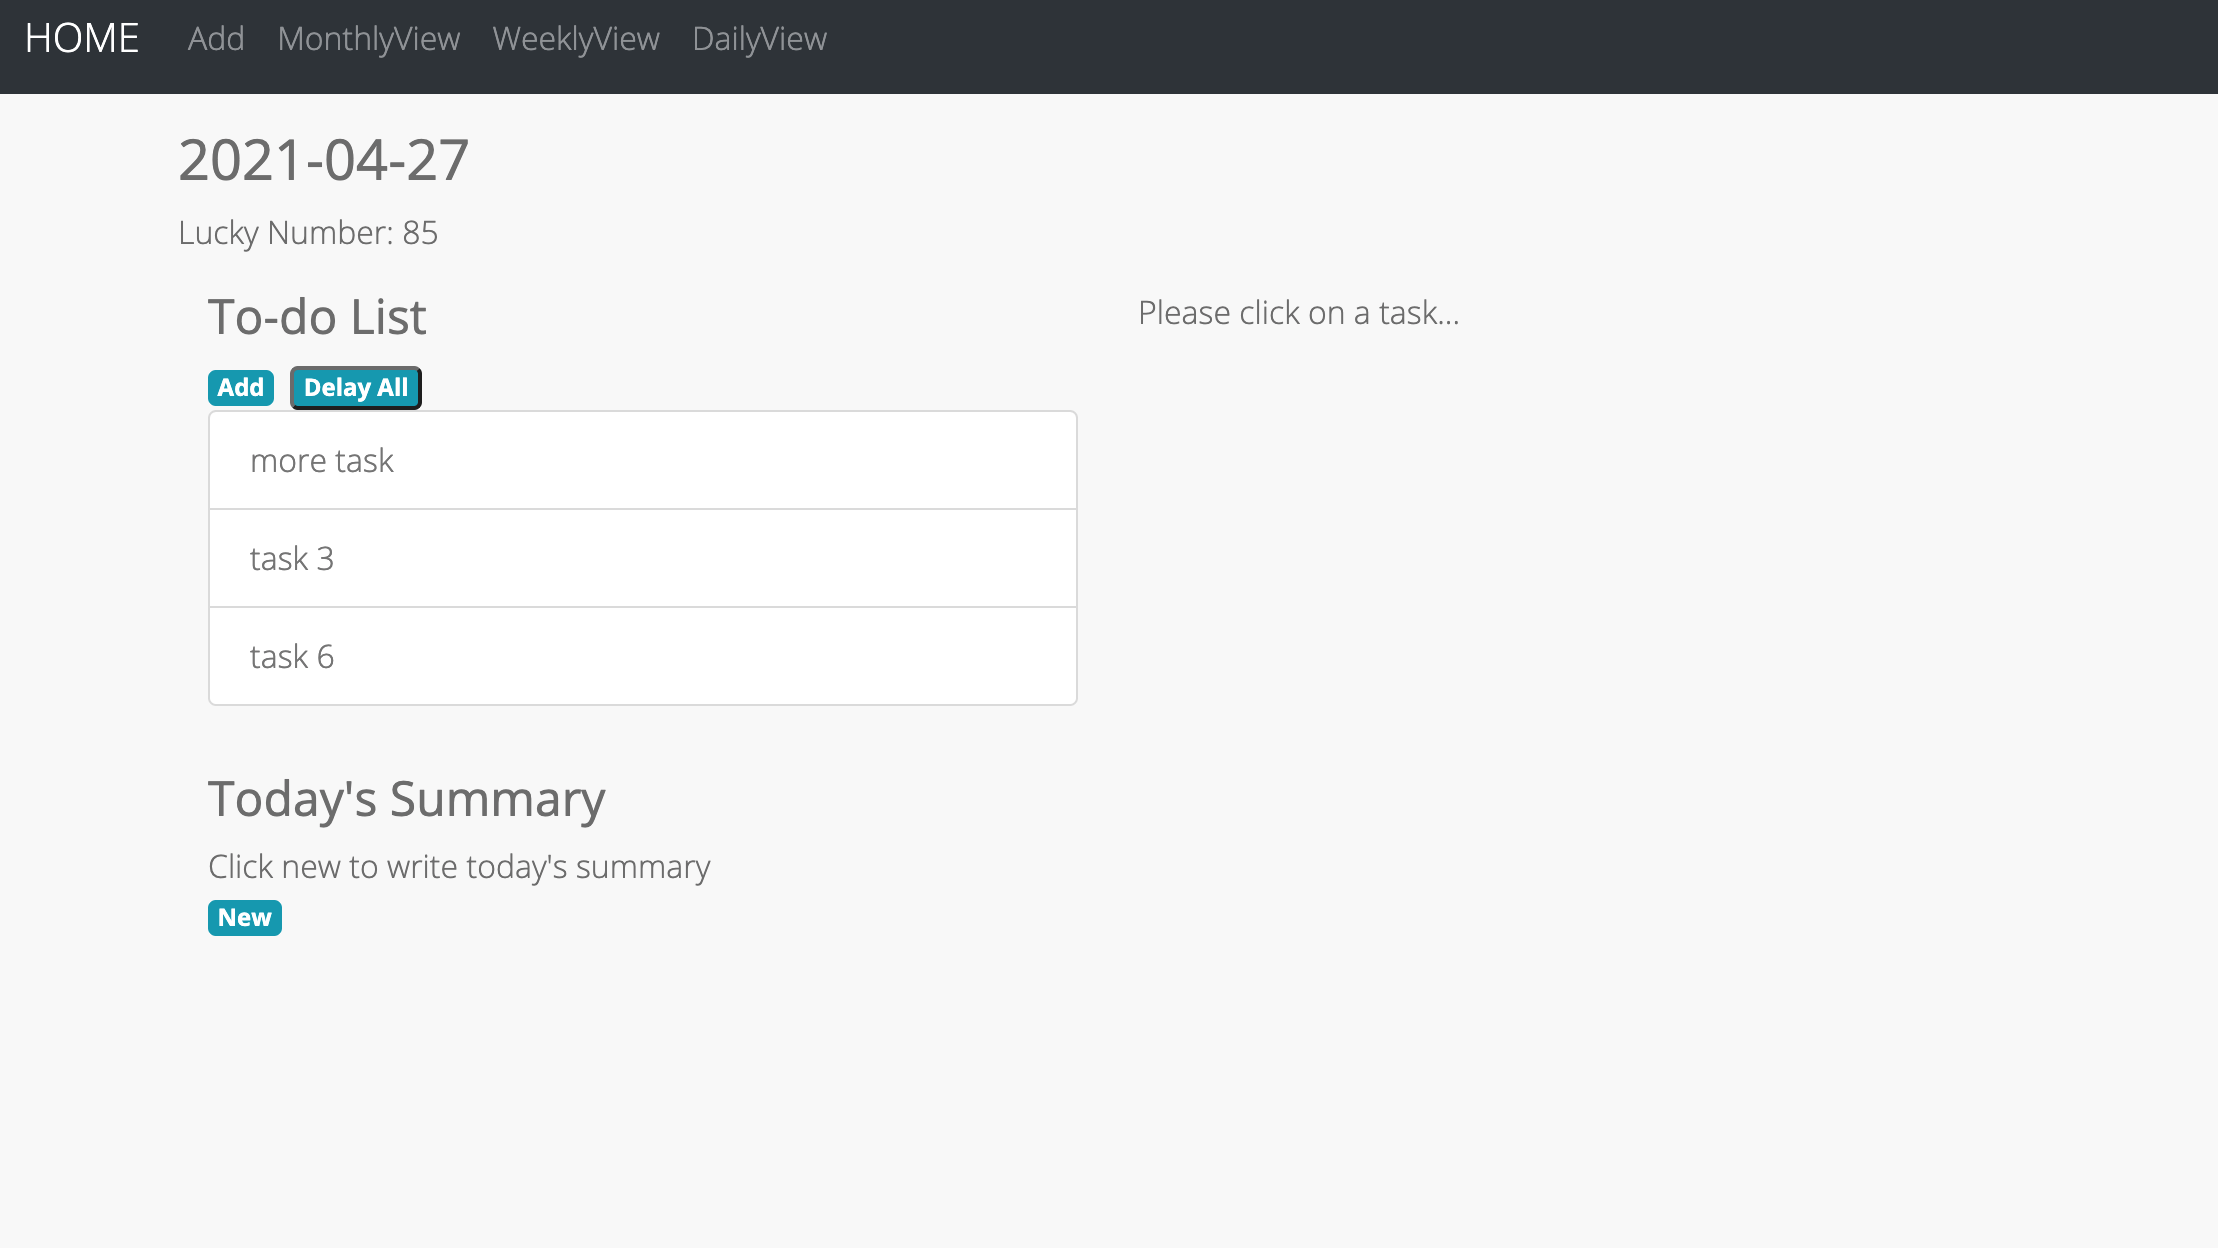 HOME Add MonthlyView WeeklyView DailyView
2021-04-27
Lucky Number: 85
To-do List
Add Delay All
more task
task 3
task 6
Please click on a task...
Today's Summary
Click new to write today's summary
New